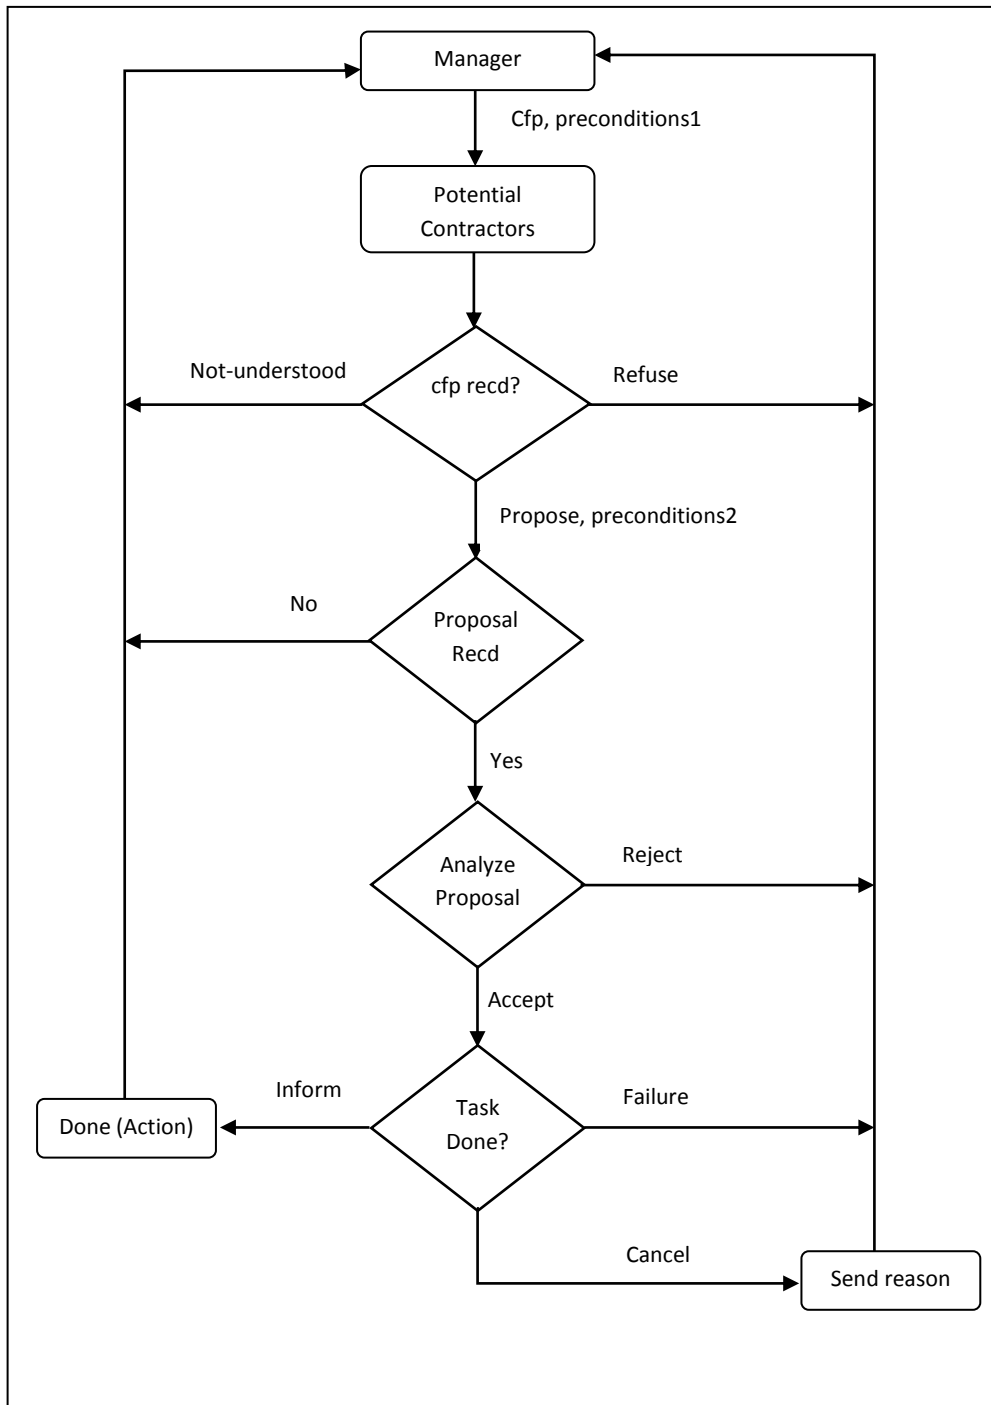 Manager
Cfp, preconditions1
Potential
Contractors
Not-understood
cfp recd?
Refuse
Propose, preconditions2
No
Proposal
Recd
Yes
Analyze
Proposal
Reject
Accept
Inform
Task
Done?
Failure
Done (Action)
Cancel
Send reason